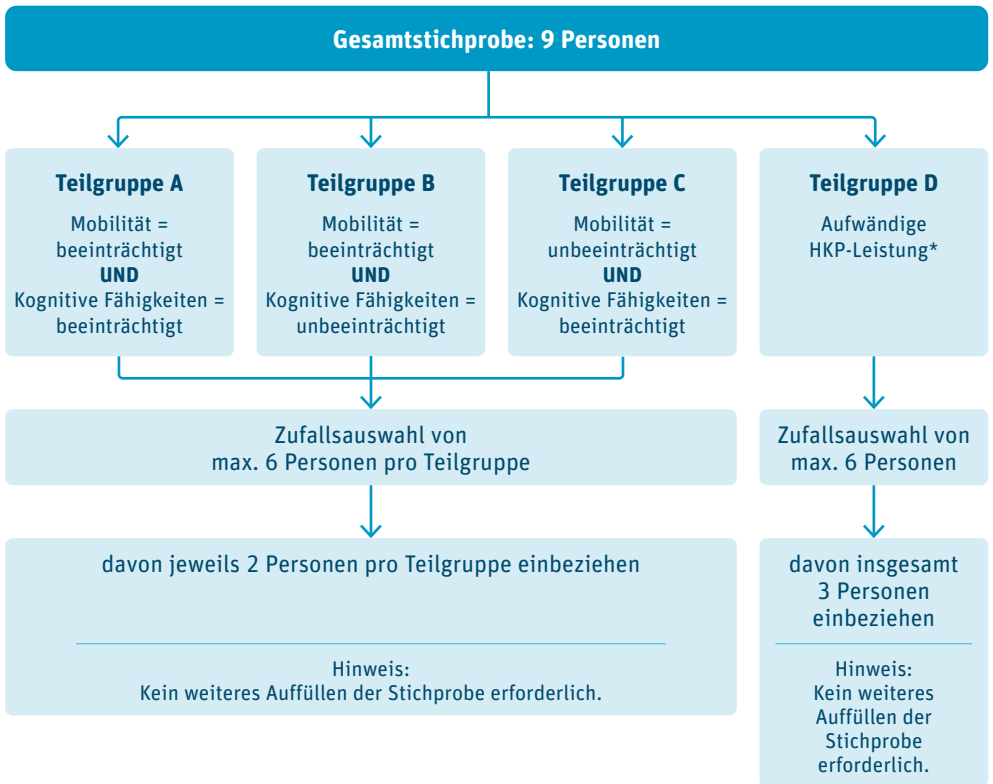 Gesamtstichprobe: 9 Personen
Teilgruppe A
Mobilität =
beeinträchtigt
UND
Kognitive Fähigkeiten =
beeinträchtigt
Teilgruppe B
Mobilität =
beeinträchtigt
UND
Kognitive Fähigkeiten =
unbeeinträchtigt
Teilgruppe C
Mobilität =
unbeeinträchtigt
UND
Kognitive Fähigkeiten =
beeinträchtigt
Teilgruppe D
Aufwändige
HKP-Leistung*
Zufallsauswahl von
max. 6 Personen pro Teilgruppe
Zufallsauswahl von
max. 6 Personen
davon jeweils 2 Personen pro Teilgruppe einbeziehen
Hinweis:
Kein weiteres Auffüllen der Stichprobe erforderlich.
davon insgesamt
3 Personen
einbeziehen
Hinweis:
Kein weiteres
Auffüllen der
Stichprobe
erforderlich.